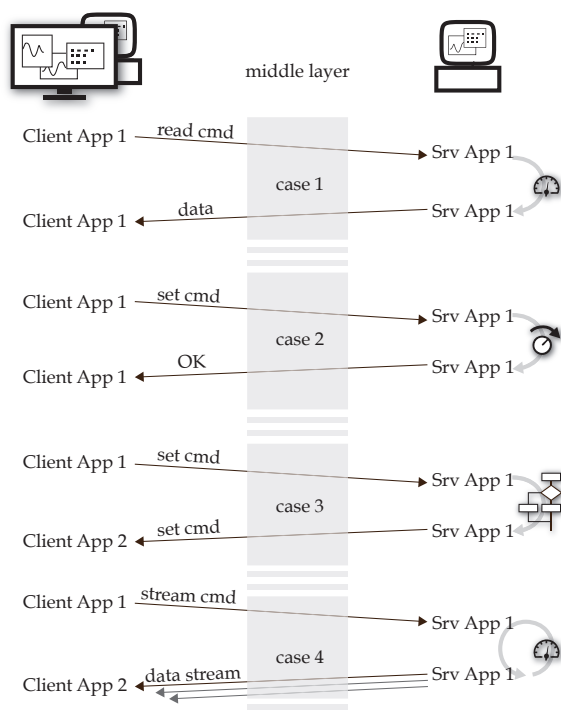 middle layer
Client App 1 read cmd Srv App 1
case 1
Client App 1 data Srv App 1
Client App 1 set cmd Srv App 1
case 2
Client App 1 OK Srv App 1
Client App 1 set cmd Srv App 1
case 3
Client App 2 set cmd Srv App 1
Client App 1 stream cmd Srv App 1
case 4
Client App 2 data stream Srv App 1